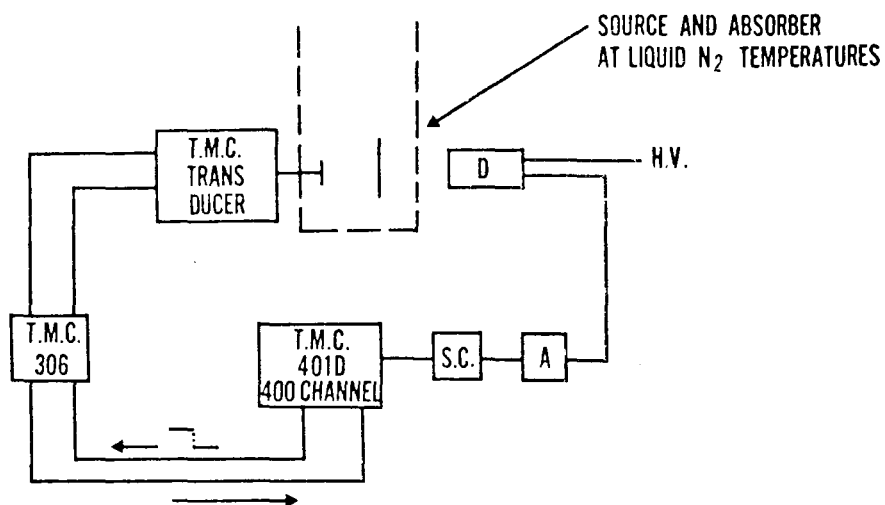 SOURCE AND ABSORBER
AT LIQUID N2 TEMPERATURES
T.M.C.
TRANS
DUCER
D
H.V.
T.M.C.
306
T.M.C.
401D
400 CHANNEL
S.C.
A